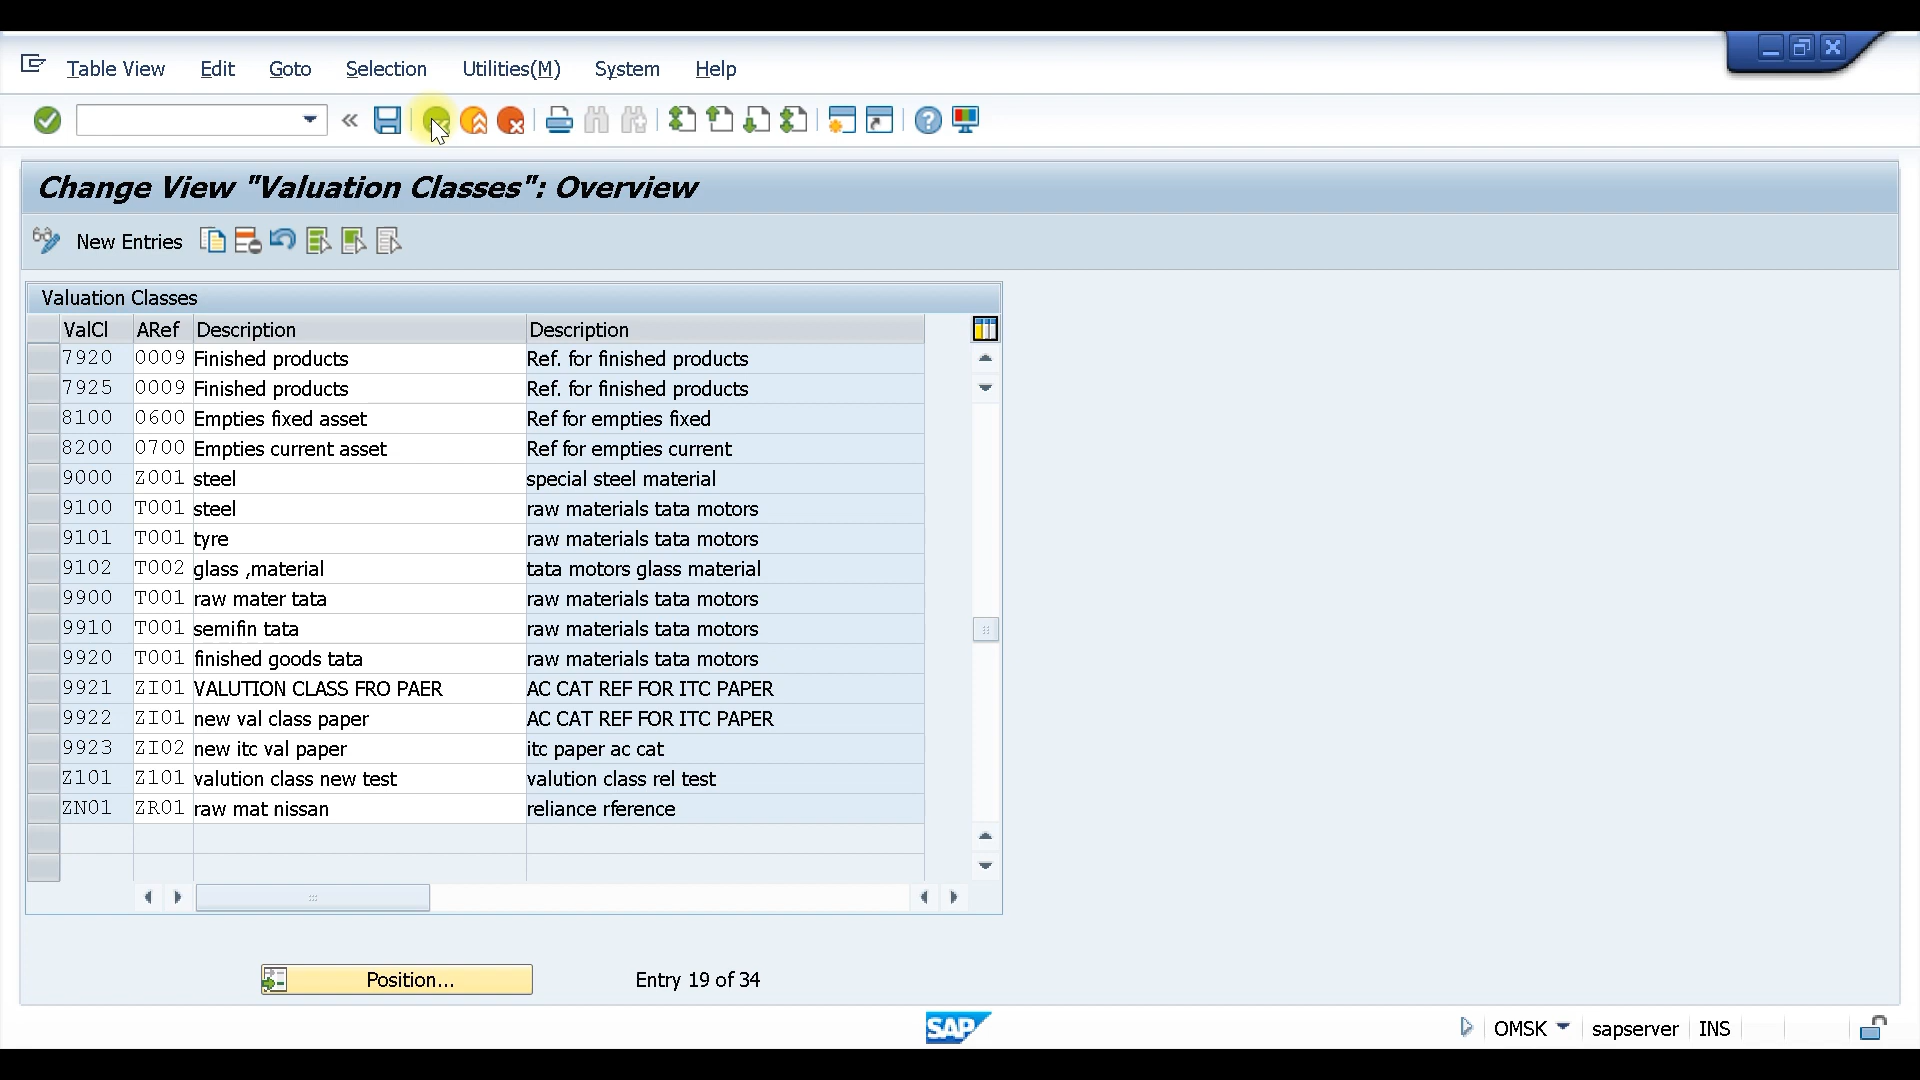 Table View Edit Goto Selection Utilities(M) System Help
Change View "Valuation Classes": Overview
New Entries
Valuation Classes
ValCl ARef Description Description
7920 0009 Finished products Ref. for finished products
7925 0009 Finished products Ref. for finished products
8100 0600 Empties fixed asset Ref for empties fixed
8200 0700 Empties current asset Ref for empties current
9000 Z001 steel special steel material
9100 T001 steel raw materials tata motors
9101 T001 tyre raw materials tata motors
9102 T002 glass ,material tata motors glass material
9900 T001 raw mater tata raw materials tata motors
9910 T001 semifin tata raw materials tata motors
9920 T001 finished goods tata raw materials tata motors
9921 ZI01 VALUTION CLASS FRO PAER AC CAT REF FOR ITC PAPER
9922 ZI01 new val class paper AC CAT REF FOR ITC PAPER
9923 ZI02 new itc val paper itc paper ac cat
Z101 Z101 valution class new test valution class rel test
ZN01 ZR01 raw mat nissan reliance rference
Position... Entry 19 of 34
SAP OMSK sapserver INS